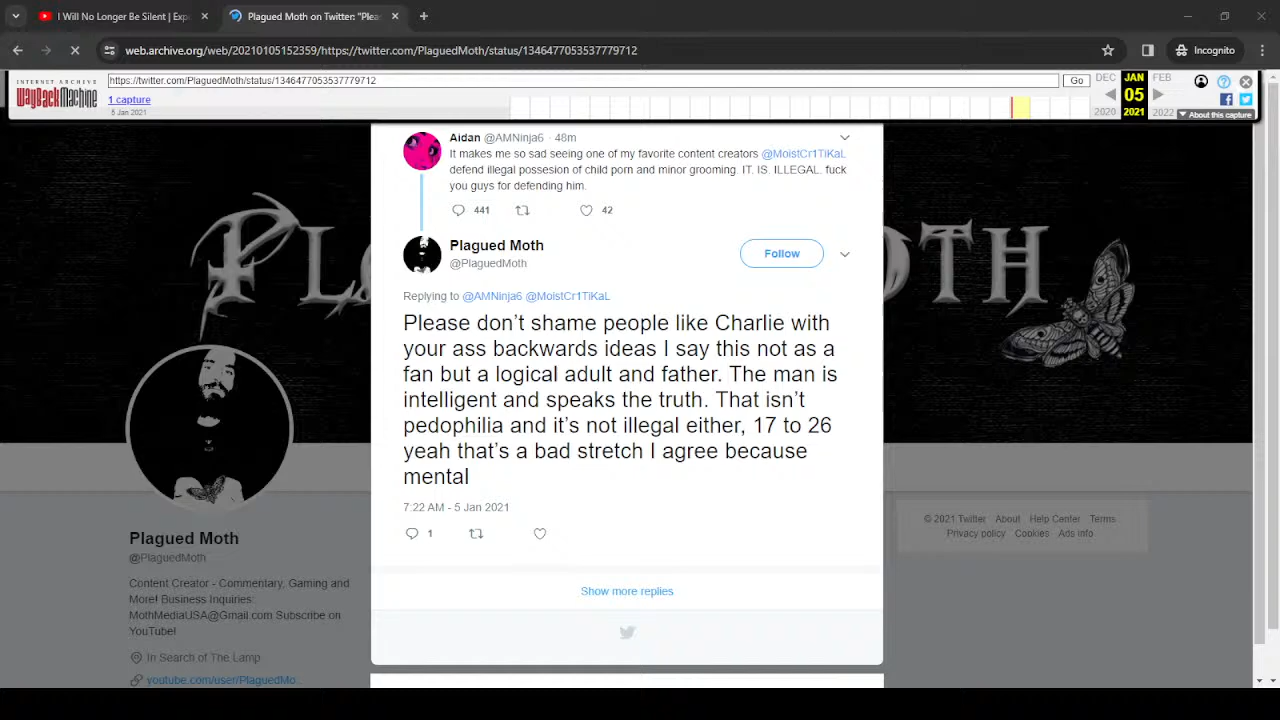 I Will No Longer Be Silent | Exp
Plagued Moth on Twitter: "Plea
web.archive.org/web/20210105152359/https://twitter.com/PlaguedMoth/status/1346477053537779712
Incognito
INTERNET ARCHIVE
WayBackMachine
https://twitter.com/PlaguedMoth/status/1346477053537779712
Go
DEC JAN FEB
1 capture
05
5 Jan 2021
2020 2021 2022
About this capture
Aidan @AMNinja6 · 48m
It makes me so sad seeing one of my favorite content creators @MoistCr1TiKaL
defend illegal possesion of child porn and minor grooming. IT. IS. ILLEGAL. fuck
you guys for defending him.
441 42
Plagued Moth
@PlaguedMoth
Follow
Replying to @AMNinja6 @MoistCr1TiKaL
Please don't shame people like Charlie with
your ass backwards ideas I say this not as a
fan but a logical adult and father. The man is
intelligent and speaks the truth. That isn't
pedophilia and it's not illegal either, 17 to 26
yeah that's a bad stretch I agree because
mental
7:22 AM - 5 Jan 2021
1
Show more replies
Plagued Moth
@PlaguedMoth
Content Creator - Commentary, Gaming and
More! Business Inquiries:
MothMediaUSA@Gmail.com Subscribe on
YouTube!
In Search of The Lamp
youtube.com/user/PlaguedMo…
© 2021 Twitter About Help Center Terms
Privacy policy Cookies Ads info